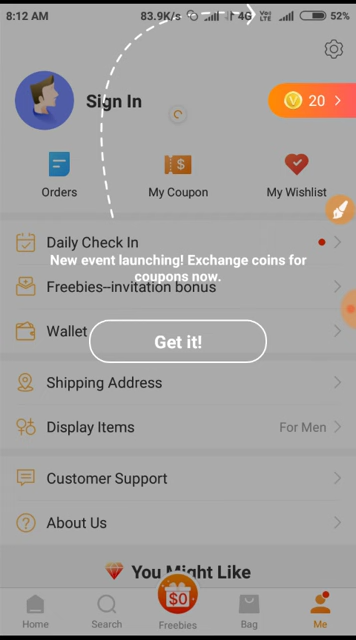 8:12 AM 83.9K/s 4G Voo LTE 52%
Sign In
V 20
$
Orders My Coupon My Wishlist
Daily Check In
New event launching! Exchange coins for
coupons now.
Freebies–invitation bonus
Wallet
Get it!
Shipping Address
Display Items For Men
Customer Support
About Us
You Might Like
$0
Home Search Freebies Bag Me